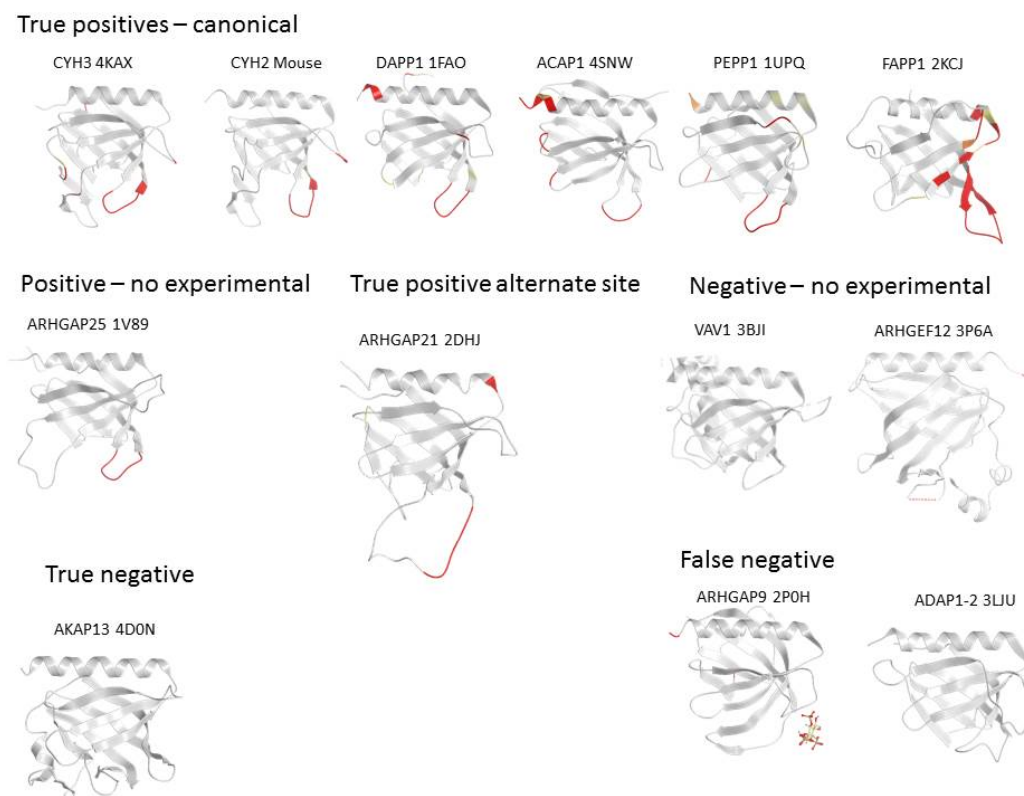 True positives – canonical
CYH3 4KAX
CYH2 Mouse
DAPP1 1FAO
ACAP1 4SNW
PEPP1 1UPQ
FAPP1 2KCJ
Positive – no experimental
True positive alternate site
Negative – no experimental
ARHGAP25 1V89
ARHGAP21 2DHJ
VAV1 3BJI
ARHGEF12 3P6A
True negative
False negative
AKAP13 4D0N
ARHGAP9 2P0H
ADAP1-2 3LJU